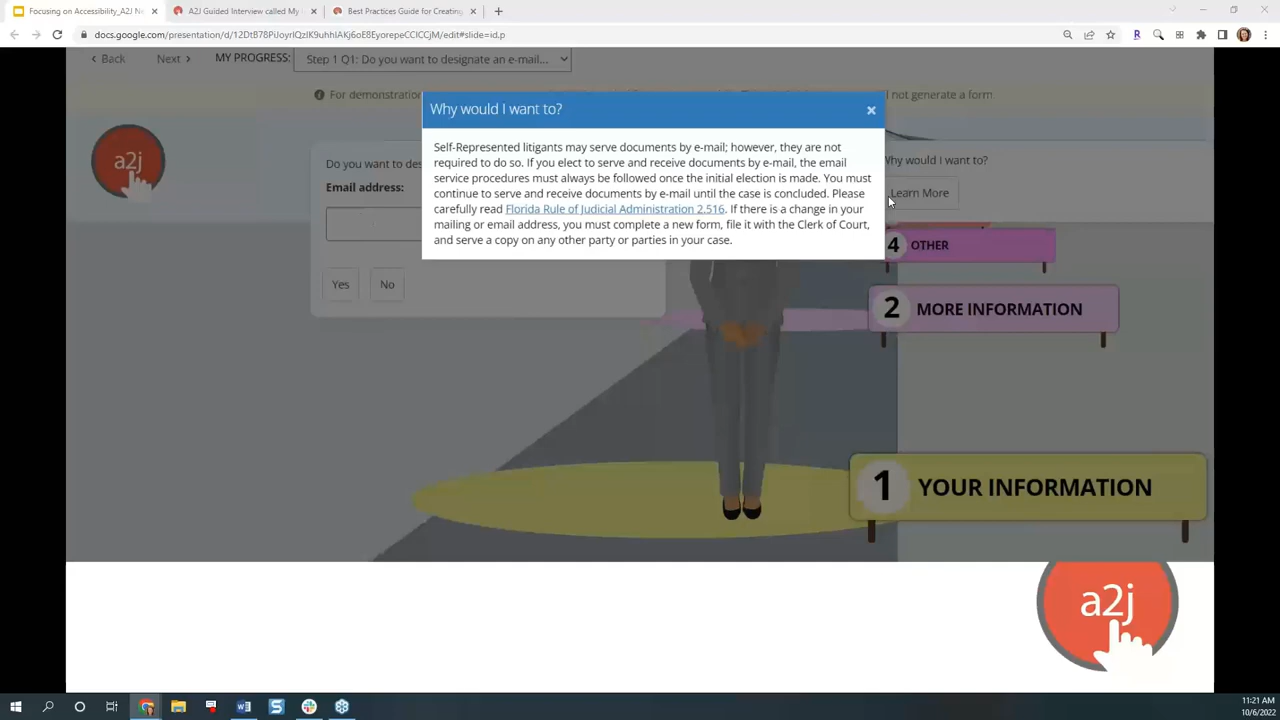 Focusing on Accessibility_A2J Ne
A2J Guided Interview called My
Best Practices Guide for Creating
docs.google.com/presentation/d/12DtB78PiJoyrIQzIK9uhhIAKj6oE8EyorepeCCICCjM/edit#slide=id.p
Back
Next
MY PROGRESS:
Step 1 Q1: Do you want to designate an e-mail...
For demonstration
not generate a form
Why would I want to?
a2j
Self-Represented litigants may serve documents by e-mail; however, they are not
required to do so. If you elect to serve and receive documents by e-mail, the email
service procedures must always be followed once the initial election is made. You must
continue to serve and receive documents by e-mail until the case is concluded. Please
carefully read Florida Rule of Judicial Administration 2.516. If there is a change in your
mailing or email address, you must complete a new form, file it with the Clerk of Court,
and serve a copy on any other party or parties in your case.
Do you want to des
Email address:
Yes
No
Why would I want to?
Learn More
4 OTHER
2 MORE INFORMATION
1 YOUR INFORMATION
a2j
11:21 AM
10/6/2022